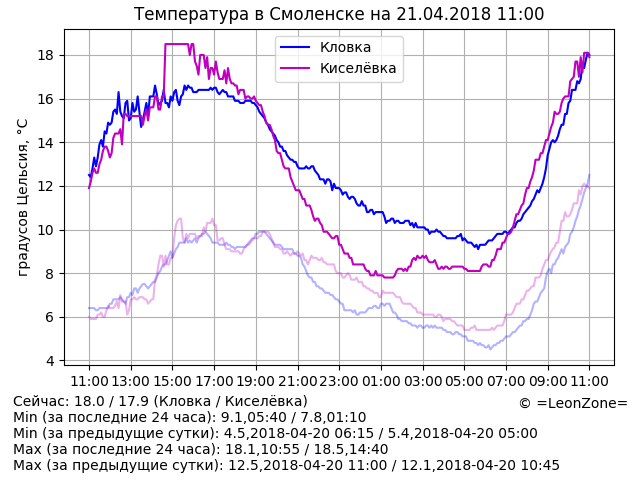 Температура в Смоленске на 21.04.2018 11:00
Кловка
Киселёвка
градусов Цельсия, °C
18
16
14
12
10
8
6
4
11:00 13:00 15:00 17:00 19:00 21:00 23:00 01:00 03:00 05:00 07:00 09:00 11:00
Сейчас: 18.0 / 17.9 (Кловка / Киселёвка)
© =LeonZone=
Min (за последние 24 часа): 9.1,05:40 / 7.8,01:10
Min (за предыдущие сутки): 4.5,2018-04-20 06:15 / 5.4,2018-04-20 05:00
Max (за последние 24 часа): 18.1,10:55 / 18.5,14:40
Max (за предыдущие сутки): 12.5,2018-04-20 11:00 / 12.1,2018-04-20 10:45